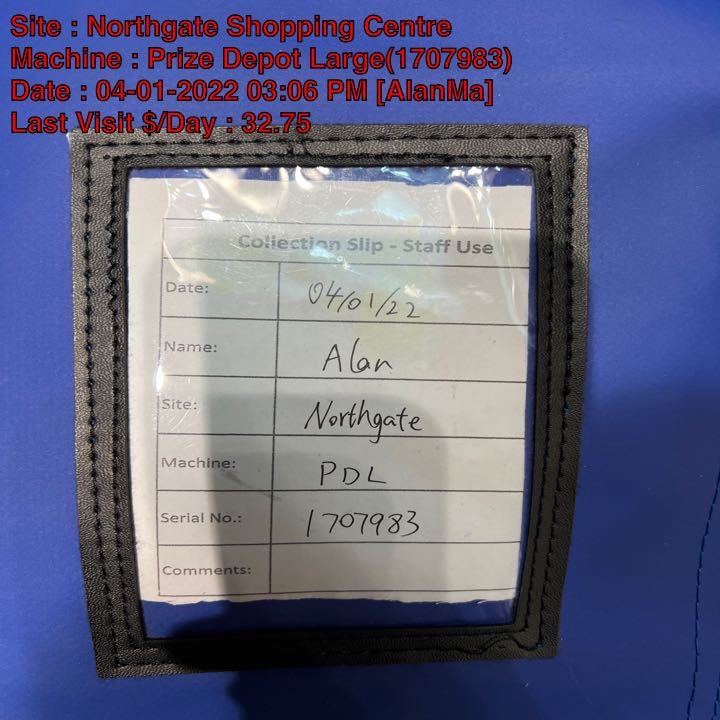 Site : Northgate Shopping Centre
Machine : Prize Depot Large(1707983)
Date : 04-01-2022 03:06 PM [AlanMa]
Last Visit $/Day : 32.75
Collection Slip - Staff Use
Date: 04/01/22
Name: Alan
Site: Northgate
Machine: PDL
Serial No.: 1707983
Comments: